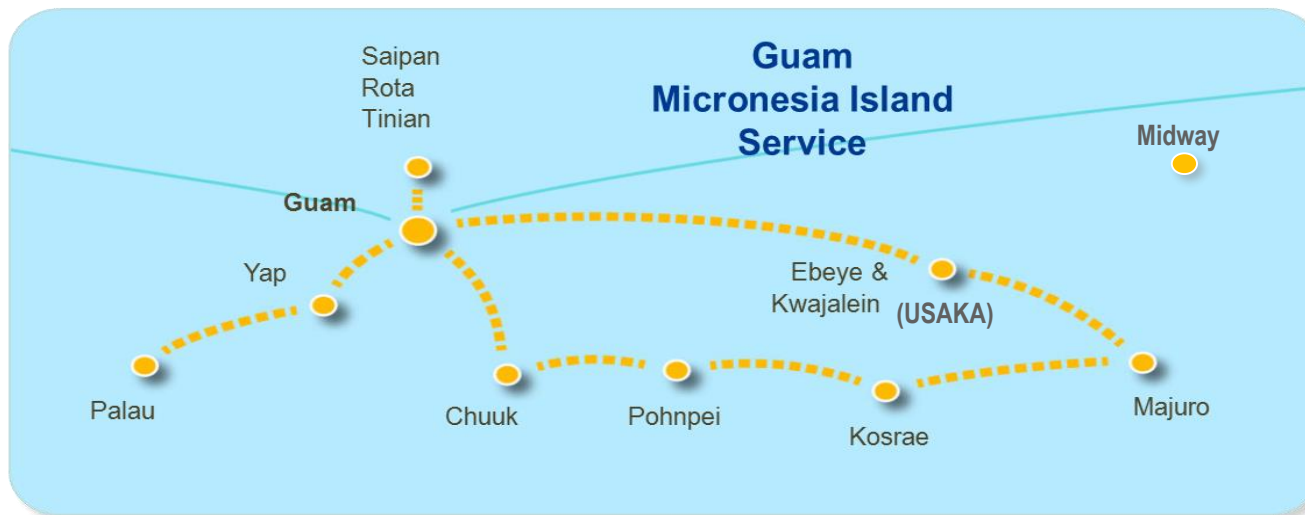 Saipan
Rota
Tinian
Guam
Micronesia Island
Service
Midway
Guam
Yap
Ebeye &
Kwajalein
(USAKA)
Palau
Chuuk
Pohnpei
Kosrae
Majuro